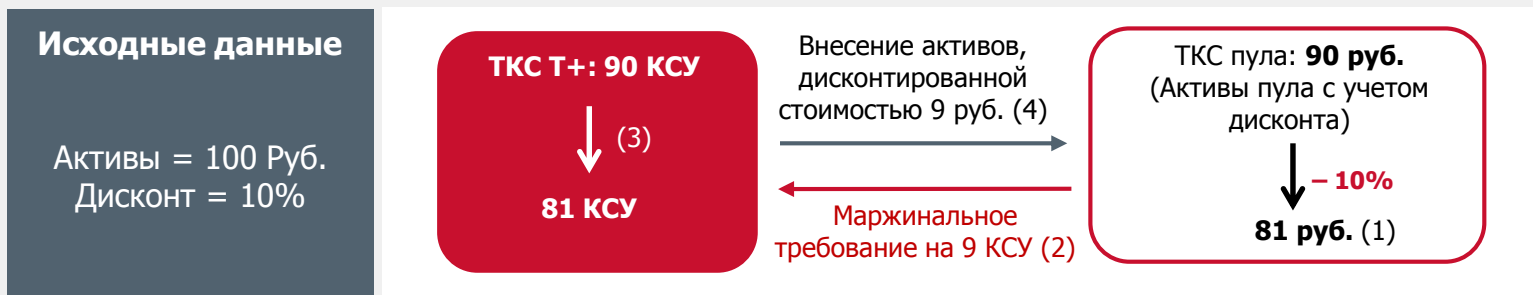 Исходные данные
Активы = 100 Руб.
Дисконт = 10%
ТКС Т+: 90 КСУ
(3)
81 КСУ
Внесение активов,
дисконтированной
стоимостью 9 руб. (4)
Маржинальное
требование на 9 КСУ (2)
ТКС пула: 90 руб.
(Активы пула с учетом
дисконта)
– 10%
81 руб. (1)